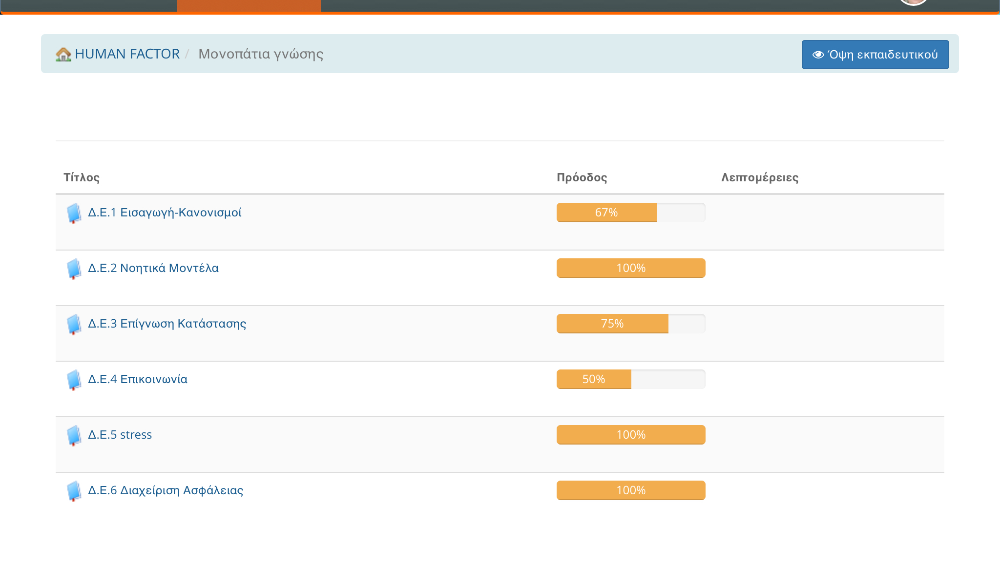 HUMAN FACTOR / Μονοπάτια γνώσης
Όψη εκπαιδευτικού
Τίτλος Πρόοδος Λεπτομέρειες
Δ.Ε.1 Εισαγωγή-Κανονισμοί 67%
Δ.Ε.2 Νοητικά Μοντέλα 100%
Δ.Ε.3 Επίγνωση Κατάστασης 75%
Δ.Ε.4 Επικοινωνία 50%
Δ.Ε.5 stress 100%
Δ.Ε.6 Διαχείριση Ασφάλειας 100%